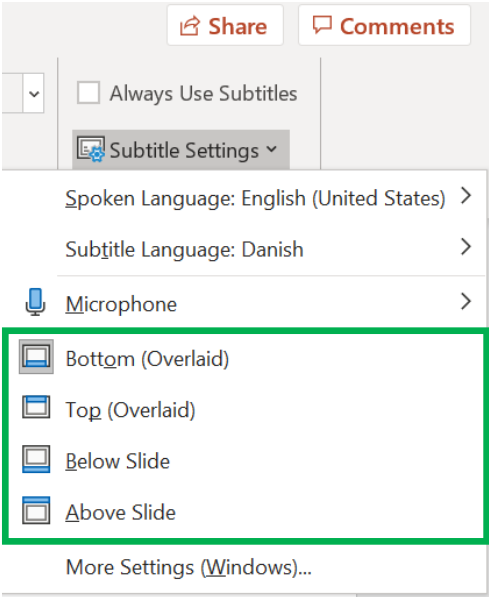 Share Comments
Always Use Subtitles
Subtitle Settings
Spoken Language: English (United States)
Subtitle Language: Danish
Microphone
Bottom (Overlaid)
Top (Overlaid)
Below Slide
Above Slide
More Settings (Windows)...